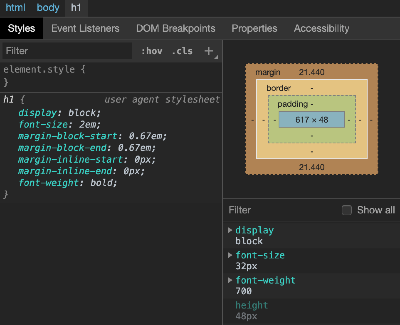 html body h1
Styles Event Listeners DOM Breakpoints Properties Accessibility
Filter :hov .cls +
element.style {
}
h1 { user agent stylesheet
display: block;
font-size: 2em;
margin-block-start: 0.67em;
margin-block-end: 0.67em;
margin-inline-start: 0px;
margin-inline-end: 0px;
font-weight: bold;
}
margin 21.440
border -
padding -
- - - 617 × 48 - - -
-
-
21.440
Filter Show all
display
block
font-size
32px
font-weight
700
height
48px